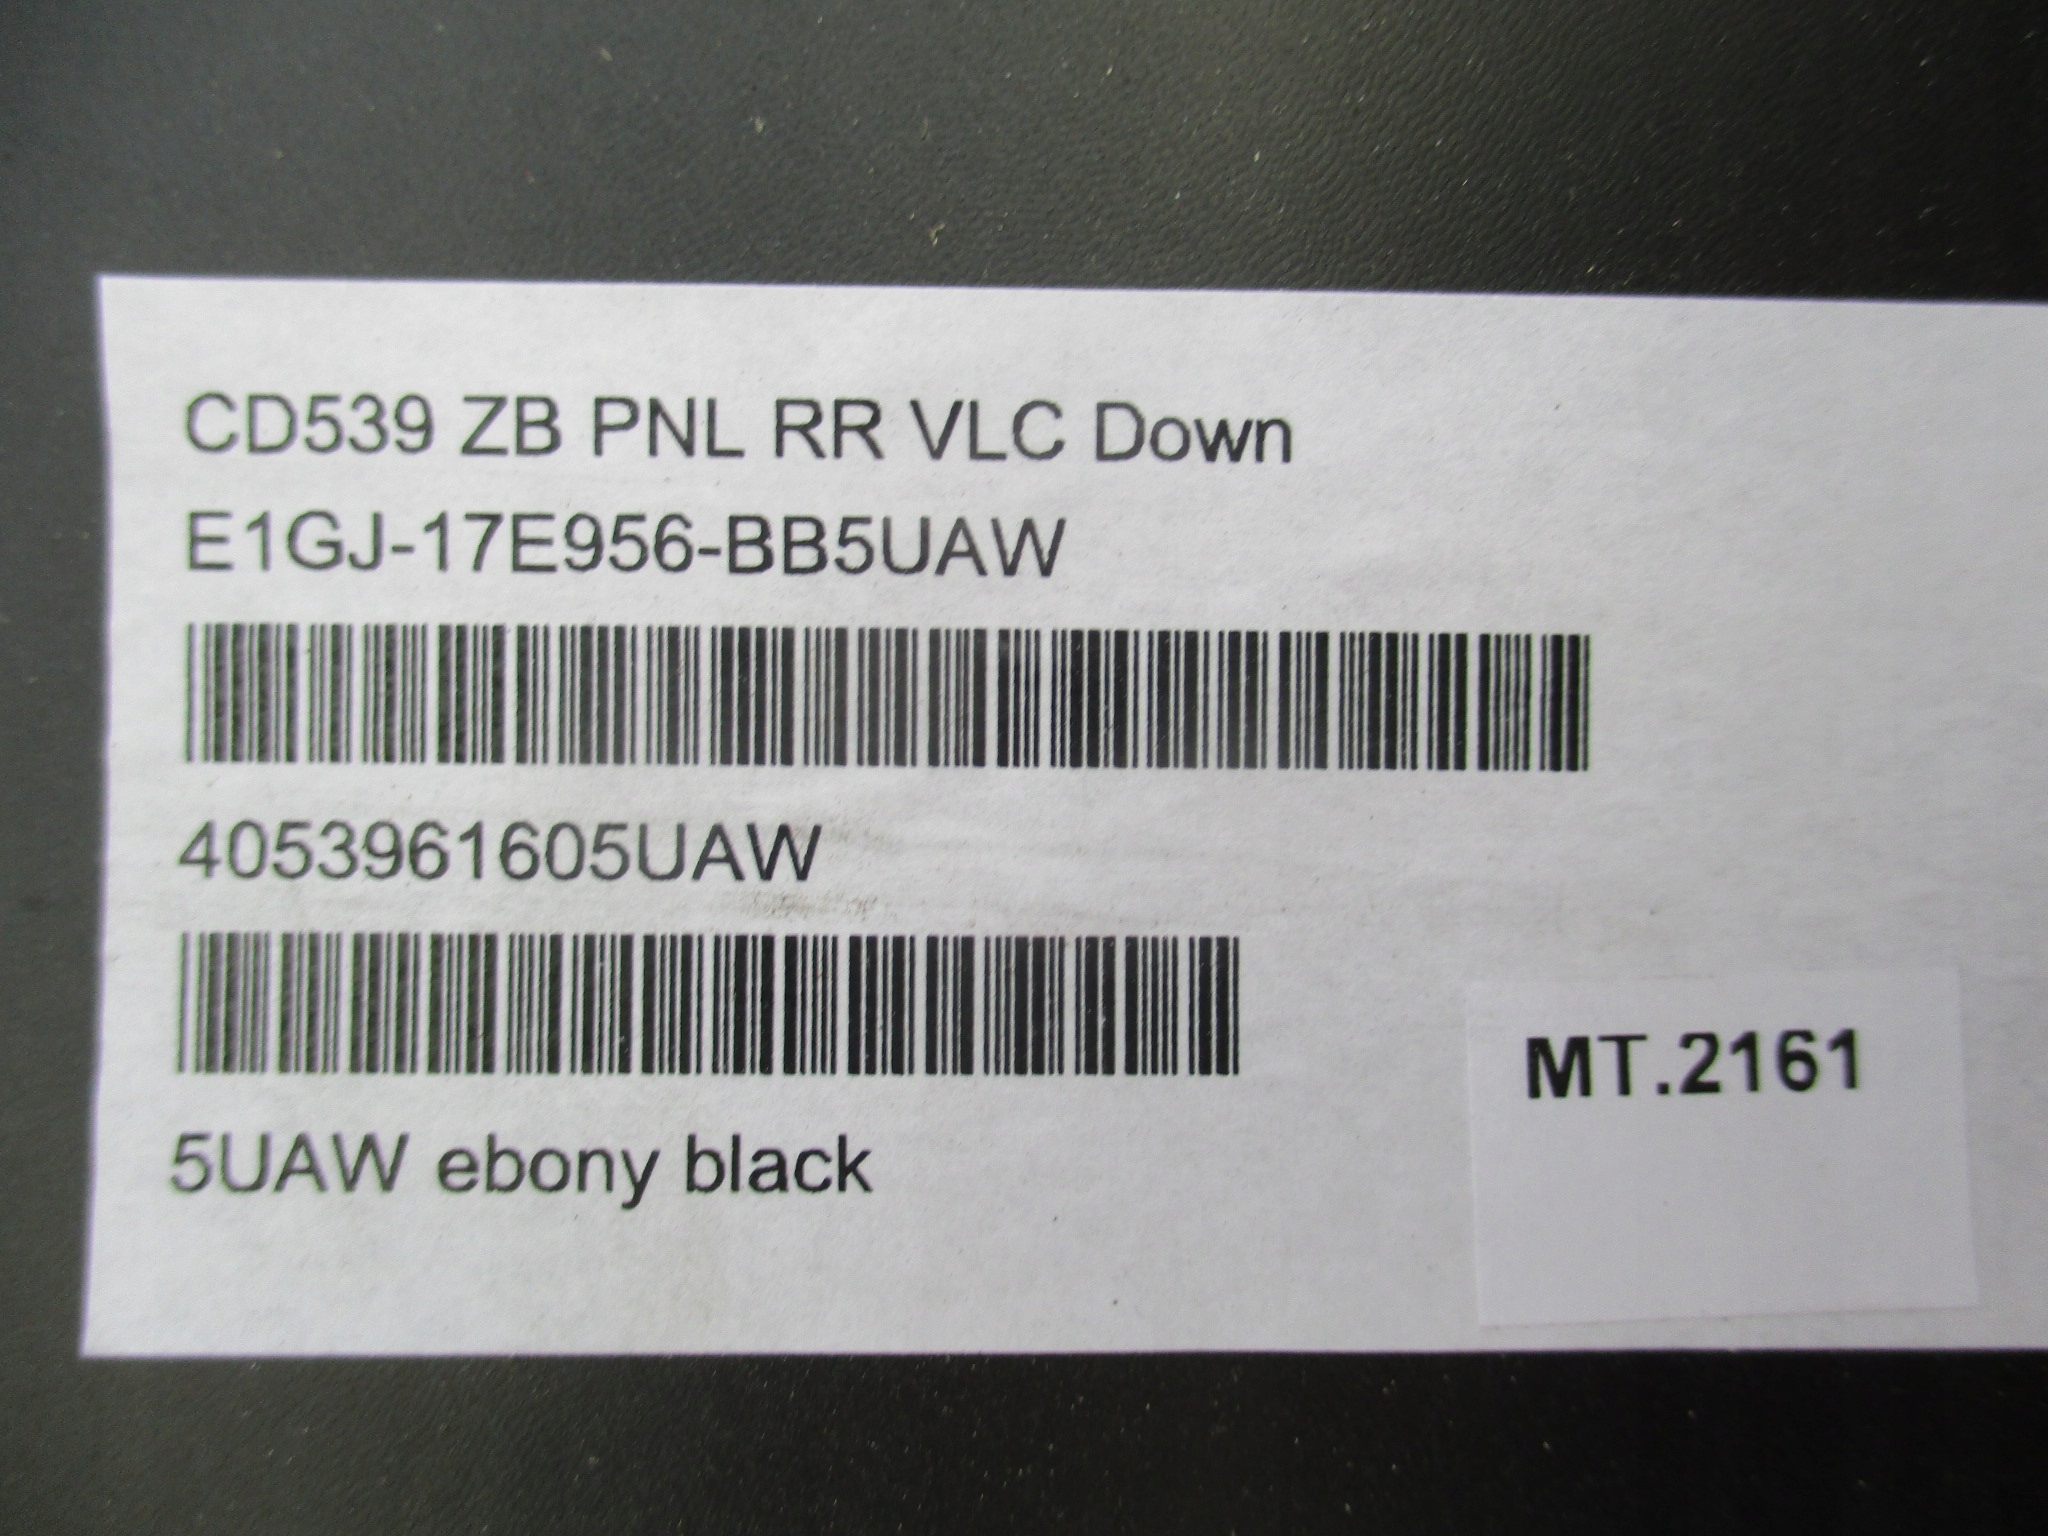 CD539 ZB PNL RR VLC Down
E1GJ-17E956-BB5UAW
4053961605UAW
5UAW ebony black
MT.2161